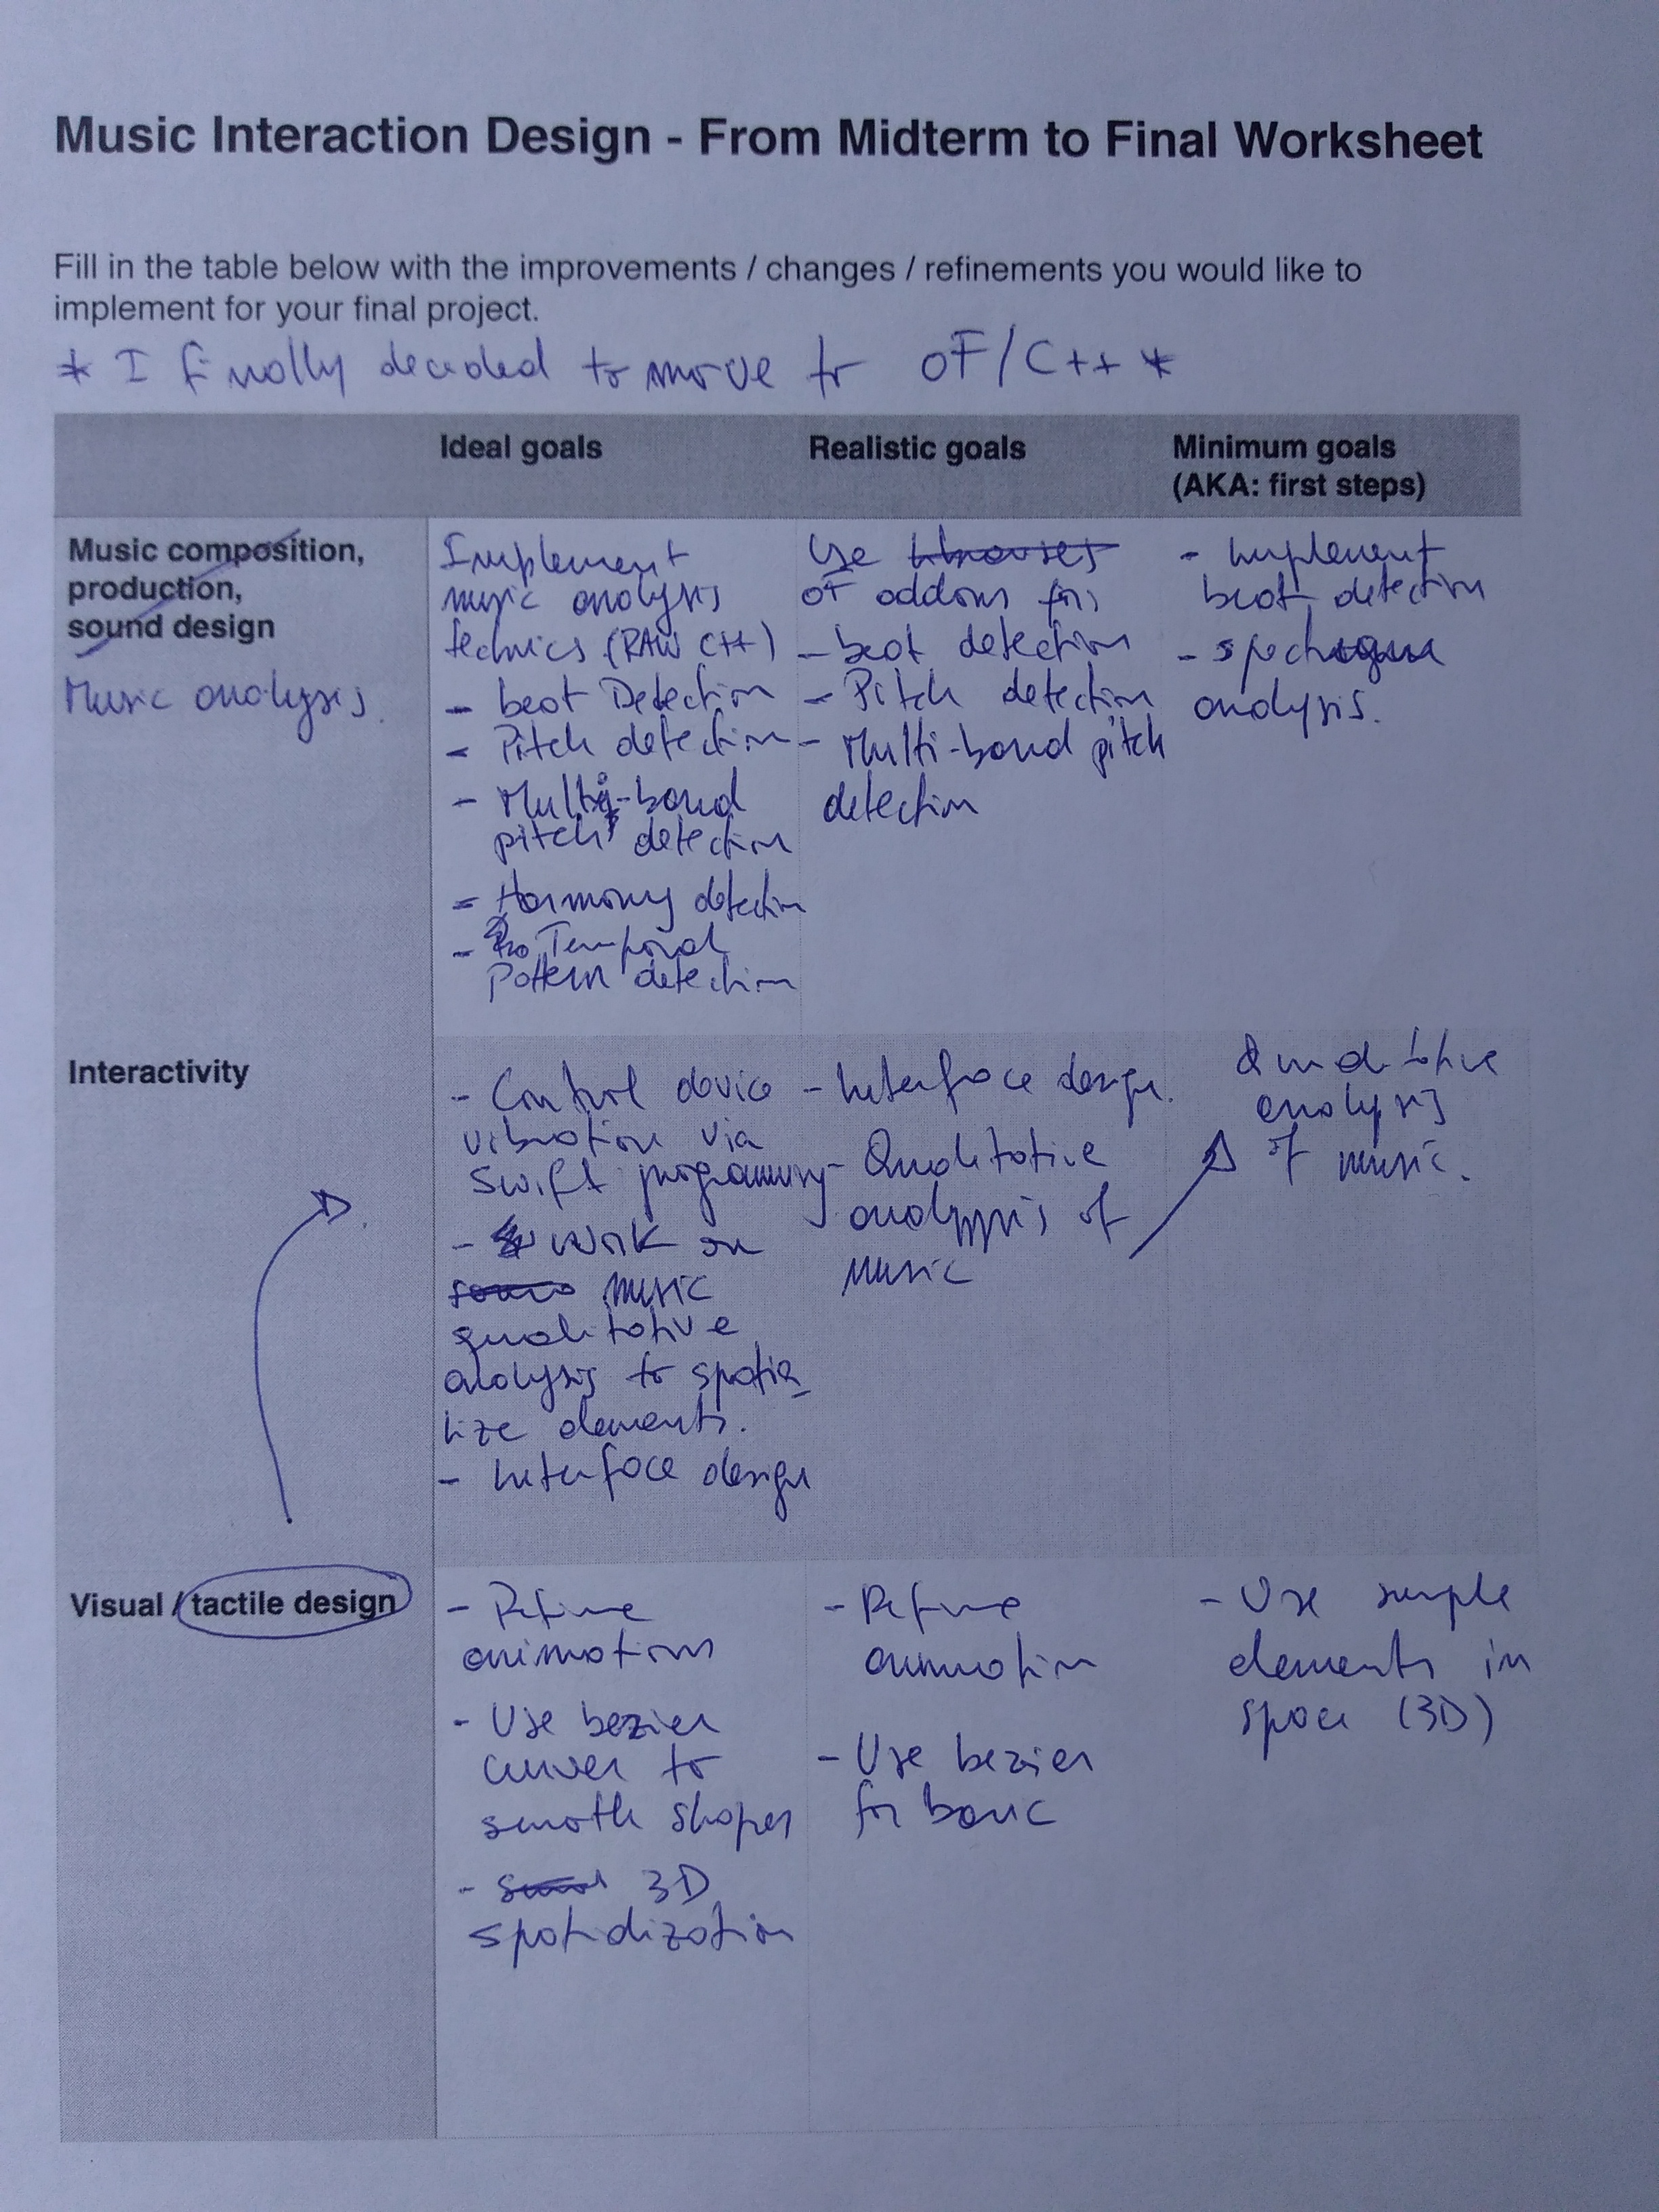 Music Interaction Design - From Midterm to Final Worksheet
Fill in the table below with the improvements / changes / refinements you would like to
implement for your final project.
* I finally decided to move to OF/C++ *
Ideal goals
Realistic goals
Minimum goals
(AKA: first steps)
Music composition,
production,
sound design
Music analysis.
Implement
music analysis
technics (RAW C++)
- beat Detection
- Pitch detection
- Multi-band
pitch detection
- Harmony detection
- Temporal
Pattern detection
Use
OF addons for
- beat detection
- Pitch detection
- Multi-band pitch
detection
- Implement
beat detection
- spectrogram
analysis.
Interactivity
- Control device
vibration via
Swift programming
- Work on
music
qualitative
analysis to spatia
lize elements.
- Interface design
- Interface design.
- Qualitative
analysis of
music
Qualitative
analysis
of music.
Visual / tactile design
- Refine
animations
- Use bezier
curves to
smooth shapes
- 3D
spatialization
- Refine
animation
- Use bezier
for basic
- Use simple
elements in
space (3D)